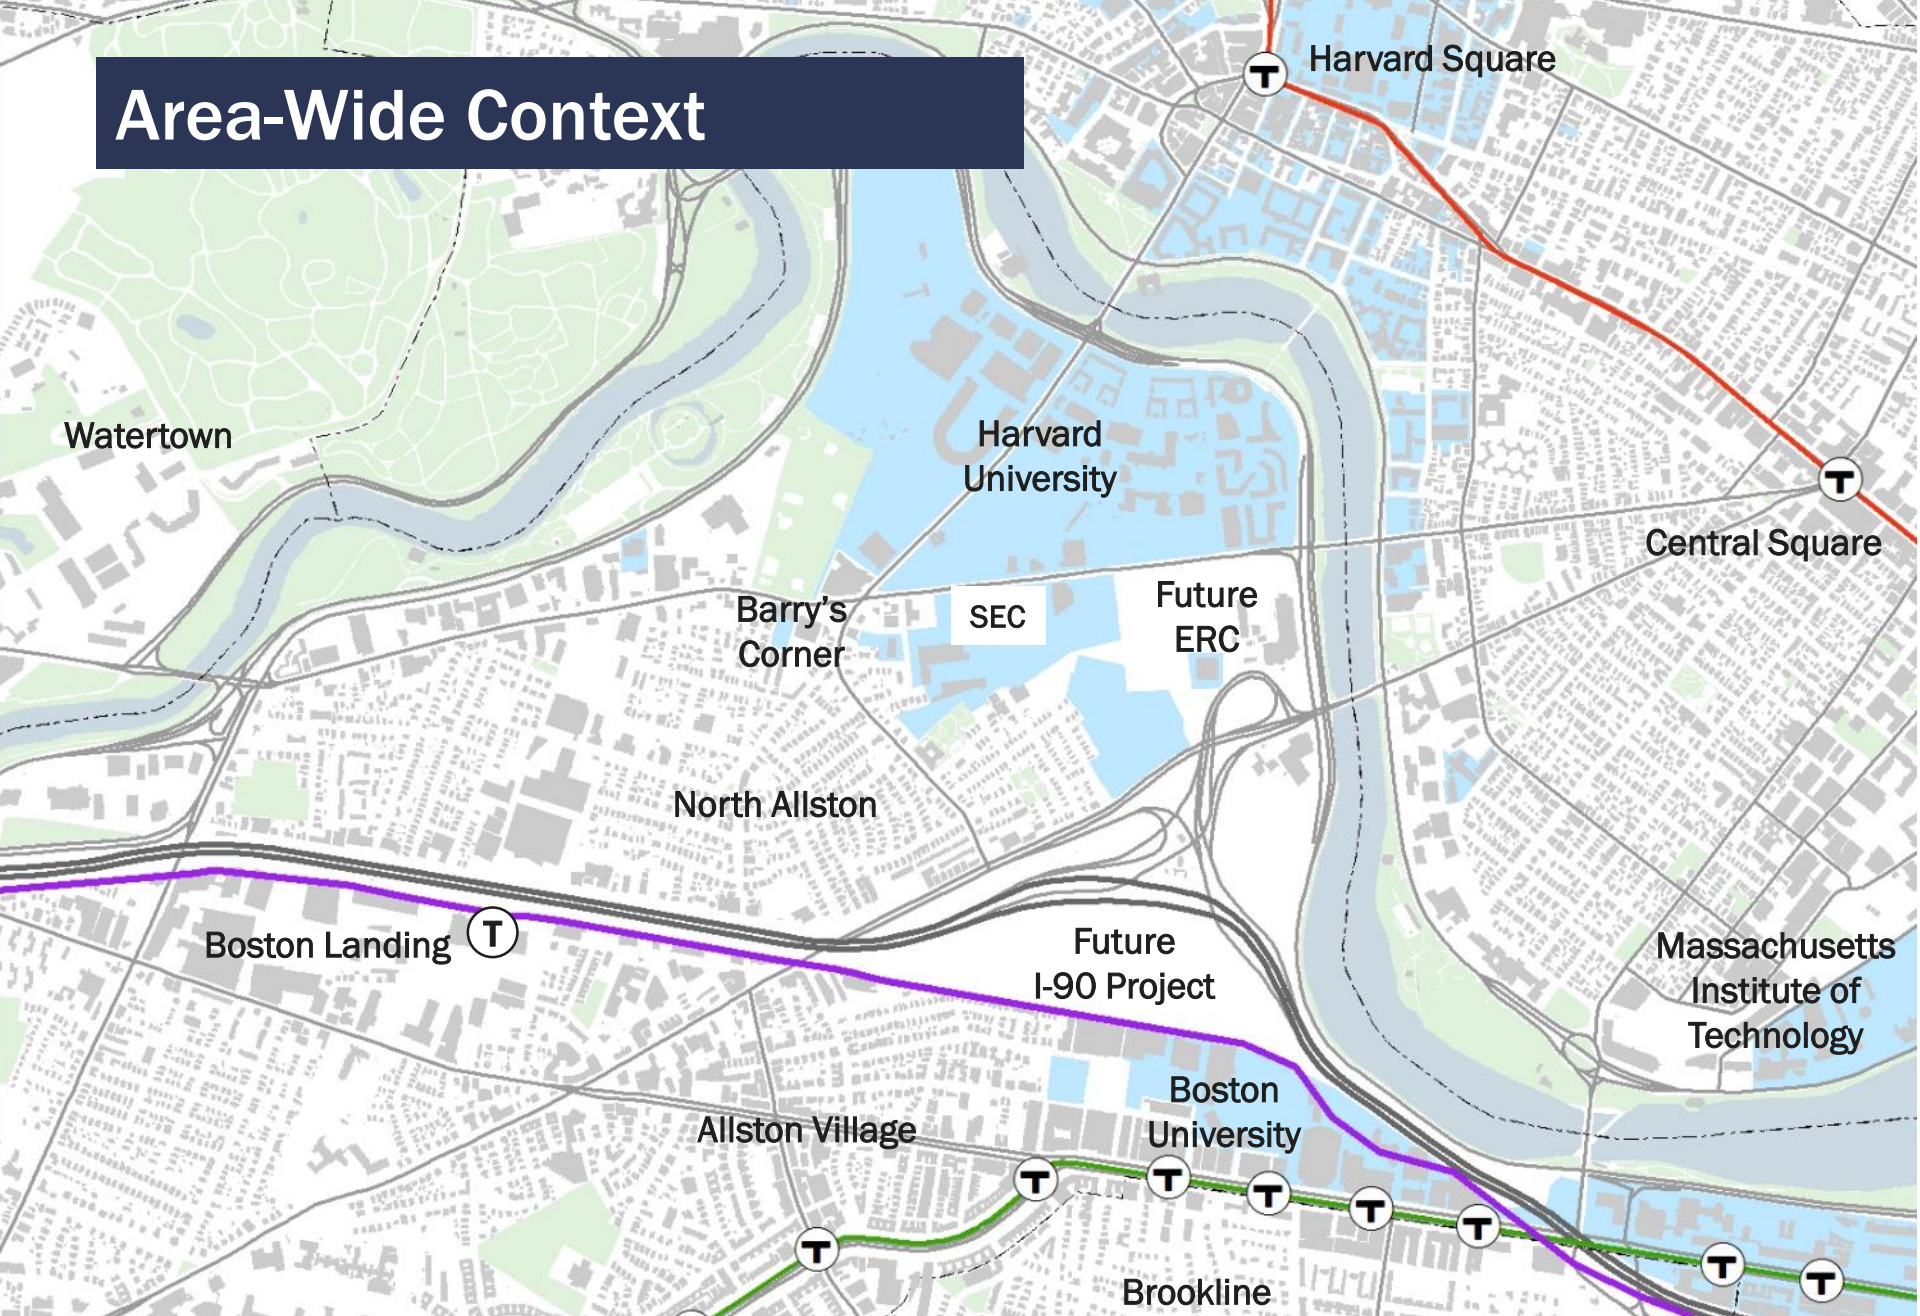 Area-Wide Context
T
Harvard Square
Watertown
Harvard
University
T
Central Square
Barry's
Corner
SEC
Future
ERC
North Allston
Boston Landing
T
Future
I-90 Project
Massachusetts
Institute of
Technology
Boston
University
Allston Village
T
T
T
T
T
T
T
T
Brookline